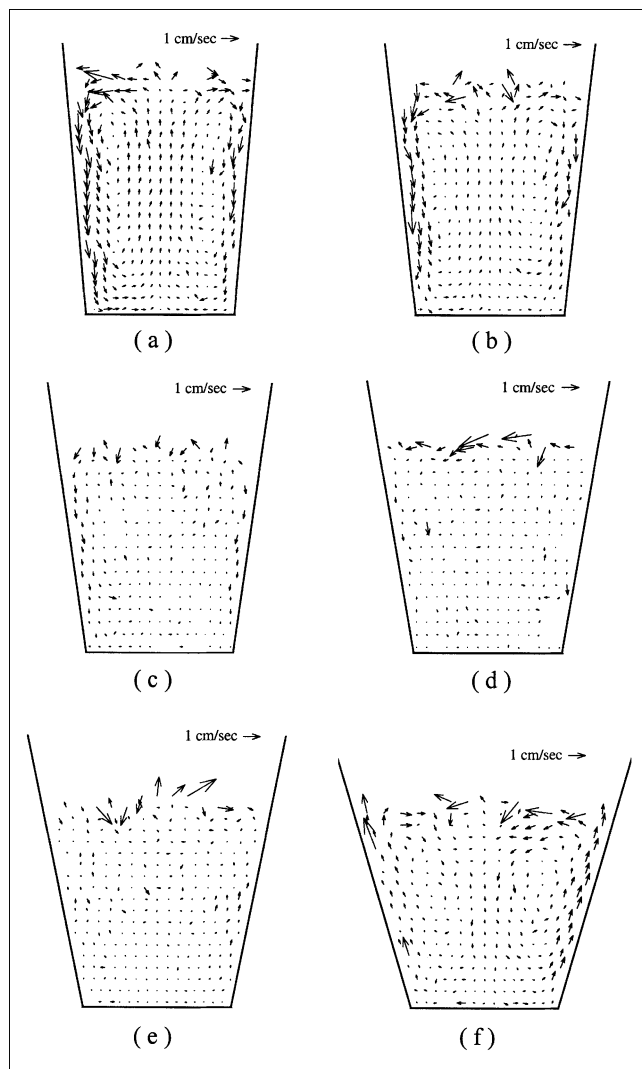 1 cm/sec
1 cm/sec
( a )
( b )
1 cm/sec
1 cm/sec
( c )
( d )
1 cm/sec
1 cm/sec
( e )
( f )